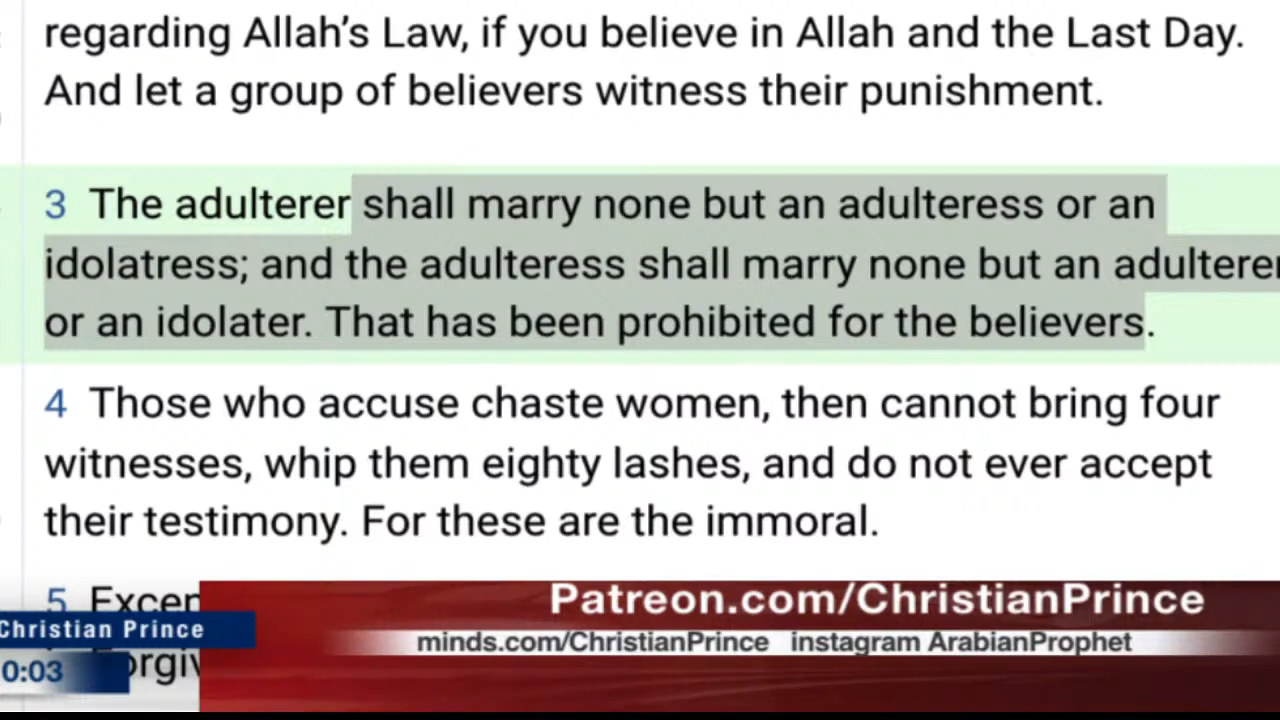 regarding Allah’s Law, if you believe in Allah and the Last Day.
And let a group of believers witness their punishment.
3 The adulterer shall marry none but an adulteress or an
idolatress; and the adulteress shall marry none but an adulterer
or an idolater. That has been prohibited for the believers.
4 Those who accuse chaste women, then cannot bring four
witnesses, whip them eighty lashes, and do not ever accept
their testimony. For these are the immoral.
5
Patreon.com/ChristianPrince
Christian Prince
minds.com/ChristianPrince instagram ArabianProphet
0:03